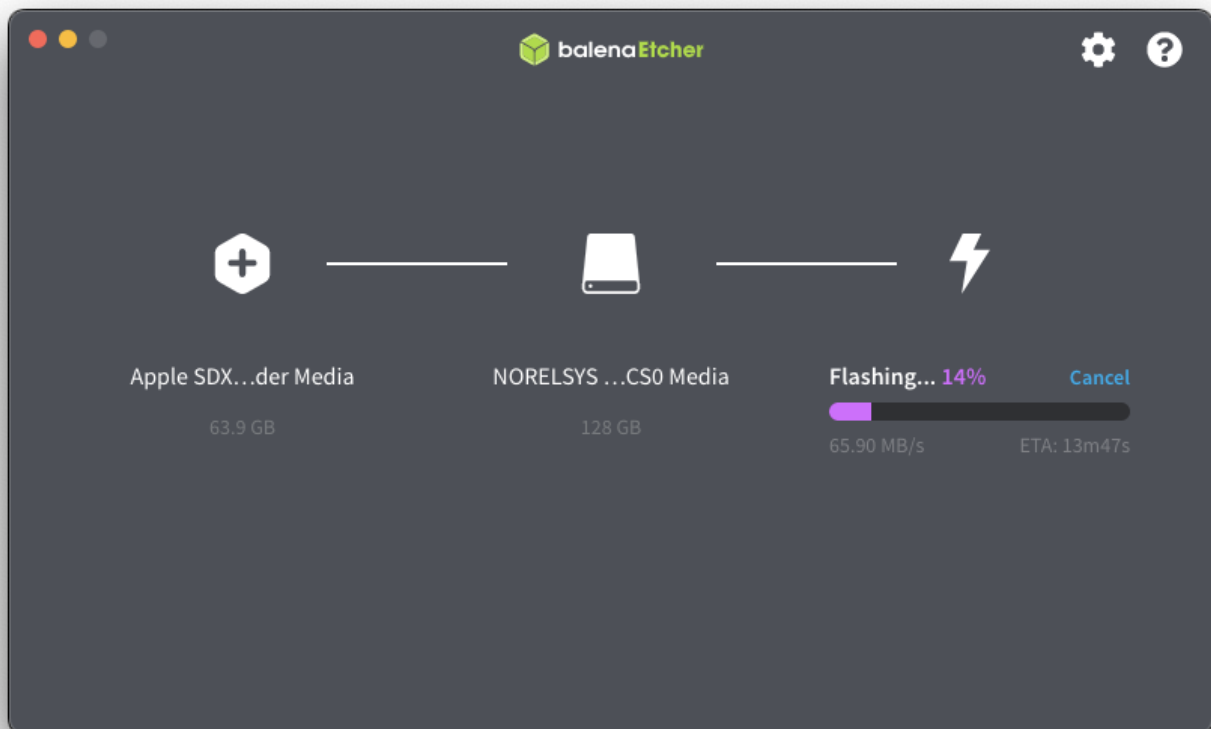 balenaEtcher
Apple SDX...der Media
63.9 GB
NORELSYS ...CS0 Media
128 GB
Flashing... 14%
Cancel
65.90 MB/s
ETA: 13m47s